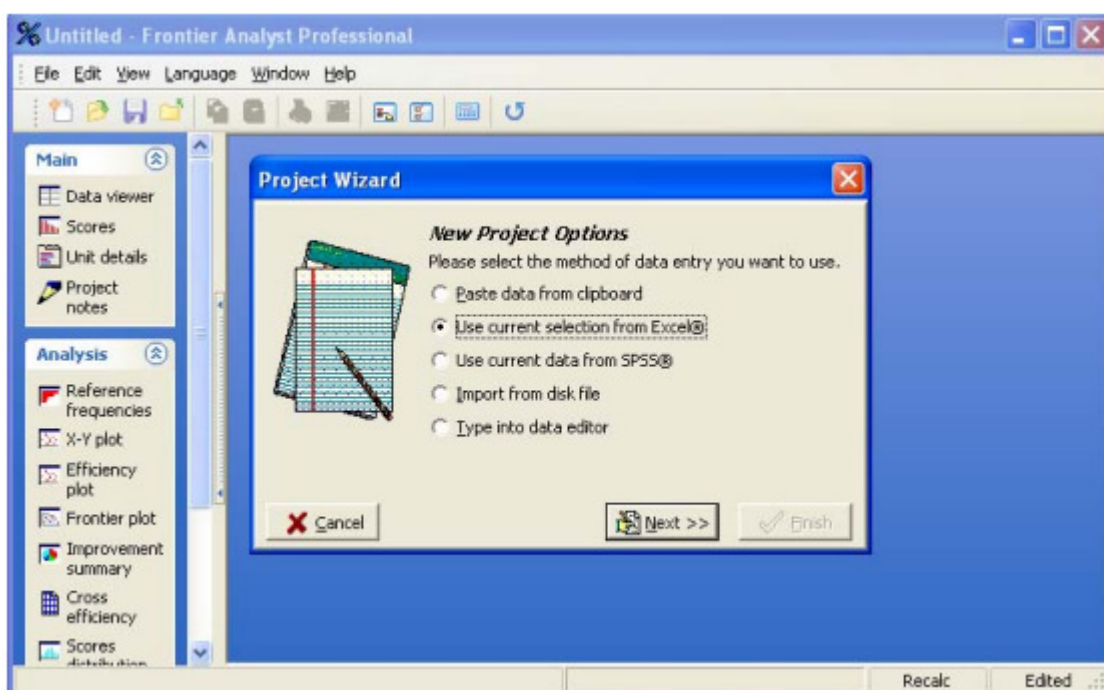 Untitled - Frontier Analyst Professional
File Edit View Language Window Help
Main
Data viewer
Scores
Unit details
Project
notes
Analysis
Reference
frequencies
X-Y plot
Efficiency
plot
Frontier plot
Improvement
summary
Cross
efficiency
Scores
distribution
Project Wizard
New Project Options
Please select the method of data entry you want to use.
Paste data from clipboard
Use current selection from Excel®
Use current data from SPSS®
Import from disk file
Type into data editor
Cancel
Next >>
Finish
Recalc
Edited